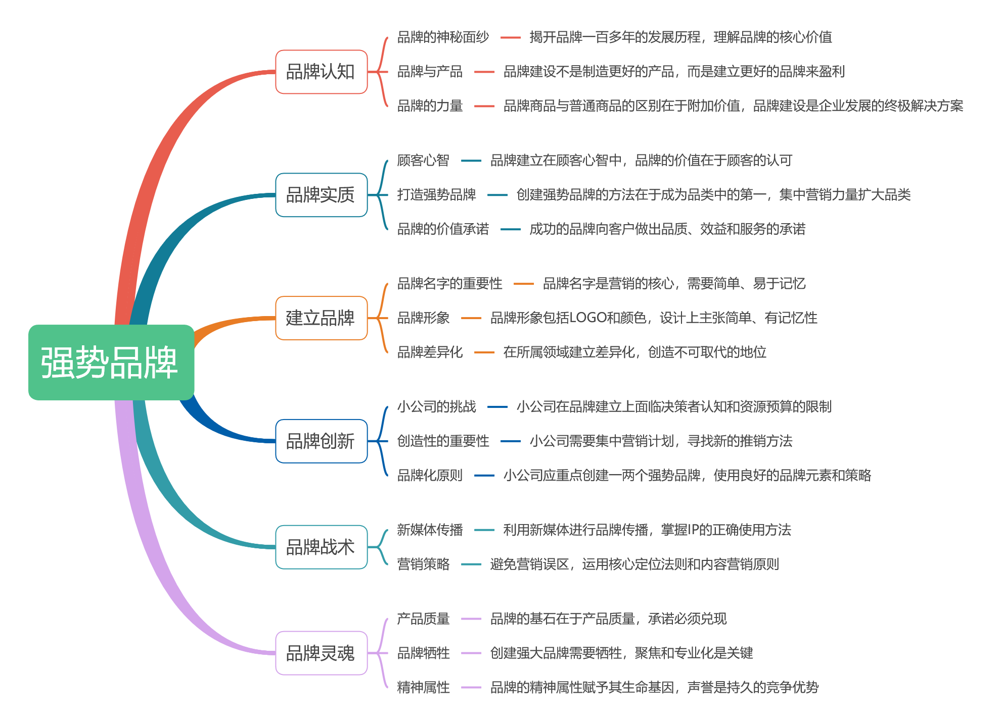 强势品牌
品牌认知
品牌的神秘面纱
揭开品牌一百多年的发展历程，理解品牌的核心价值
品牌与产品
品牌建设不是制造更好的产品，而是建立更好的品牌来盈利
品牌的力量
品牌商品与普通商品的区别在于附加价值，品牌建设是企业发展的终极解决方案
品牌实质
顾客心智
品牌建立在顾客心智中，品牌的价值在于顾客的认可
打造强势品牌
创建强势品牌的方法在于成为品类中的第一，集中营销力量扩大品类
品牌的价值承诺
成功的品牌向客户做出品质、效益和服务的承诺
建立品牌
品牌名字的重要性
品牌名字是营销的核心，需要简单、易于记忆
品牌形象
品牌形象包括LOGO和颜色，设计上主张简单、有记忆性
品牌差异化
在所属领域建立差异化，创造不可取代的地位
品牌创新
小公司的挑战
小公司在品牌建立上面临决策者认知和资源预算的限制
创造性的重要性
小公司需要集中营销计划，寻找新的推销方法
品牌化原则
小公司应重点创建一两个强势品牌，使用良好的品牌元素和策略
品牌战术
新媒体传播
利用新媒体进行品牌传播，掌握IP的正确使用方法
营销策略
避免营销误区，运用核心定位法则和内容营销原则
品牌灵魂
产品质量
品牌的基石在于产品质量，承诺必须兑现
品牌牺牲
创建强大品牌需要牺牲，聚焦和专业化是关键
精神属性
品牌的精神属性赋予其生命基因，声誉是持久的竞争优势